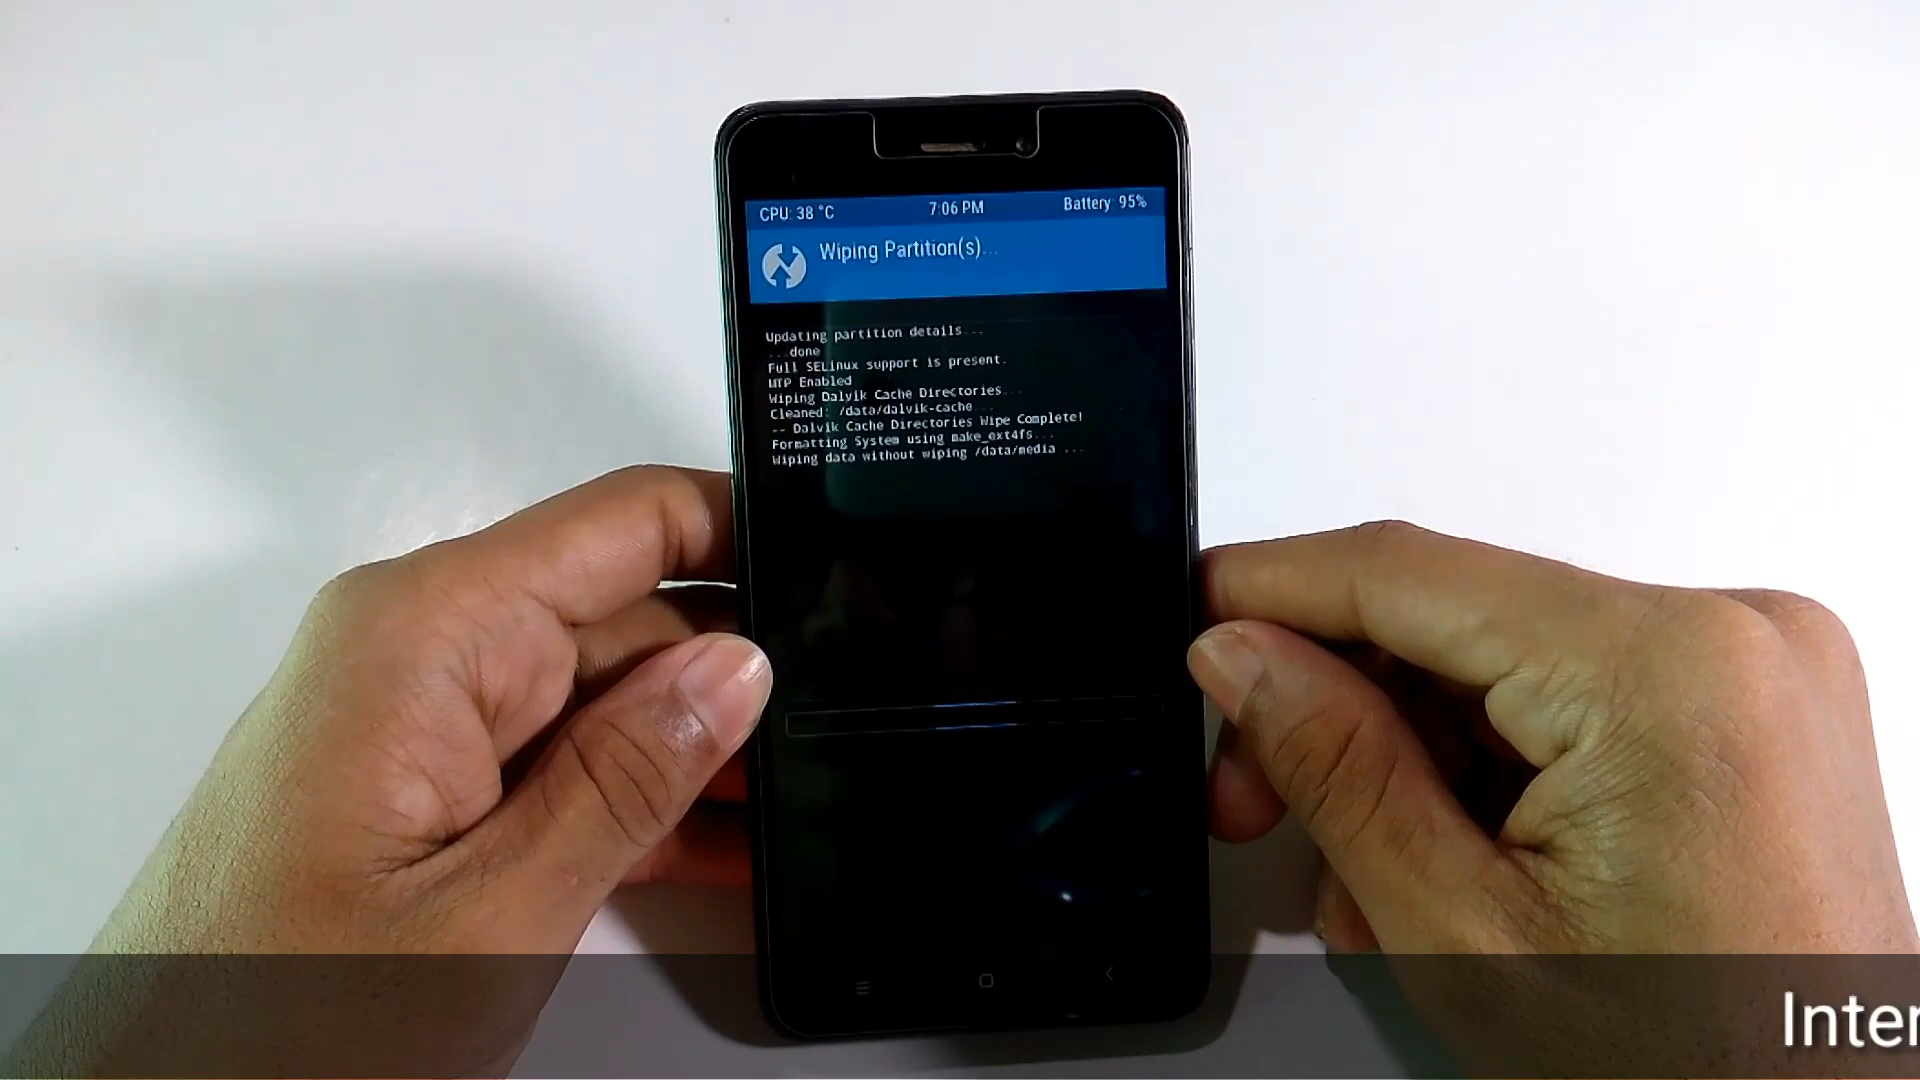 CPU: 38 °C 7:06 PM Battery: 95%
Wiping Partition(s)...
Updating partition details...
...done
Full SELinux support is present.
MTP Enabled
Wiping Dalvik Cache Directories...
Cleaned: /data/dalvik-cache...
-- Dalvik Cache Directories Wipe Complete!
Formatting System using make_ext4fs...
Wiping data without wiping /data/media ...
Inter